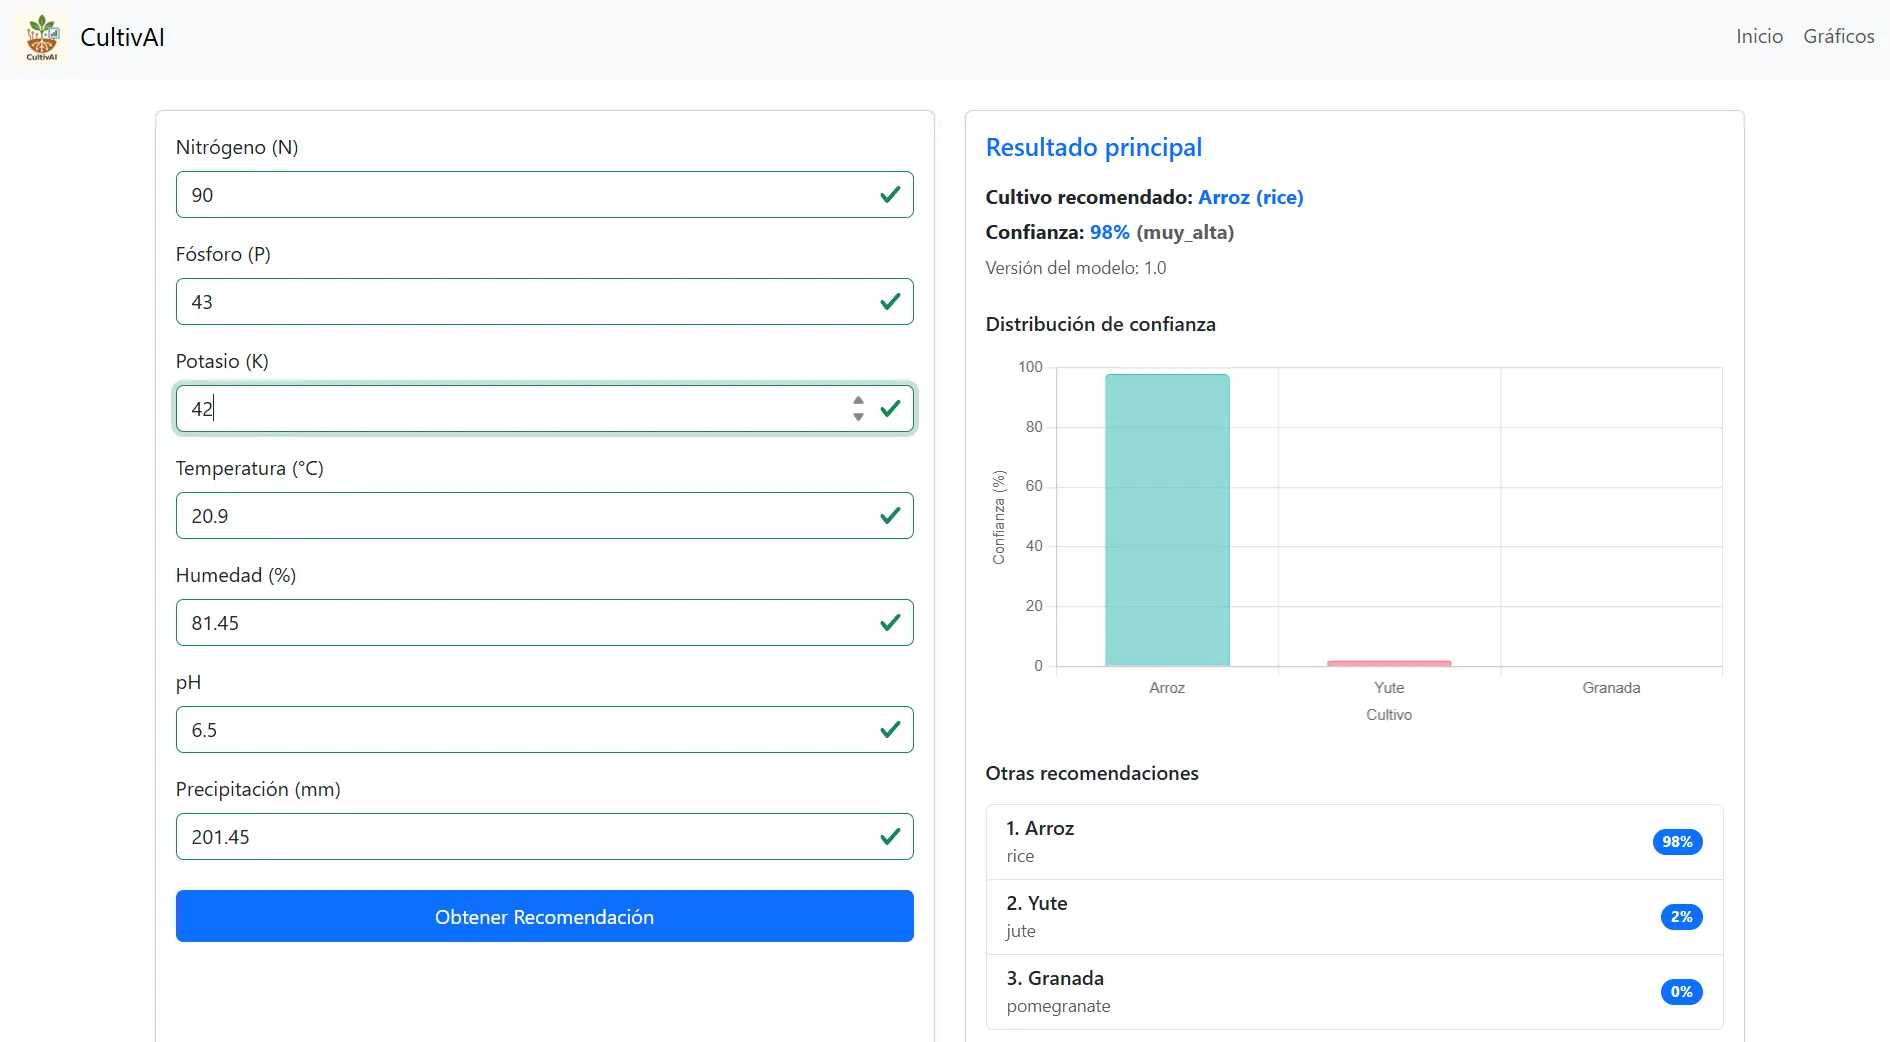 CultivAI
CultivAI
Inicio
Gráficos
Nitrógeno (N)
90
Fósforo (P)
43
Potasio (K)
42
Temperatura (°C)
20.9
Humedad (%)
81.45
pH
6.5
Precipitación (mm)
201.45
Obtener Recomendación
Resultado principal
Cultivo recomendado: Arroz (rice)
Confianza: 98% (muy_alta)
Versión del modelo: 1.0
Distribución de confianza
100
80
60
40
20
0
Confianza (%)
Arroz
Yute
Granada
Cultivo
Otras recomendaciones
1. Arroz
rice
98%
2. Yute
jute
2%
3. Granada
pomegranate
0%